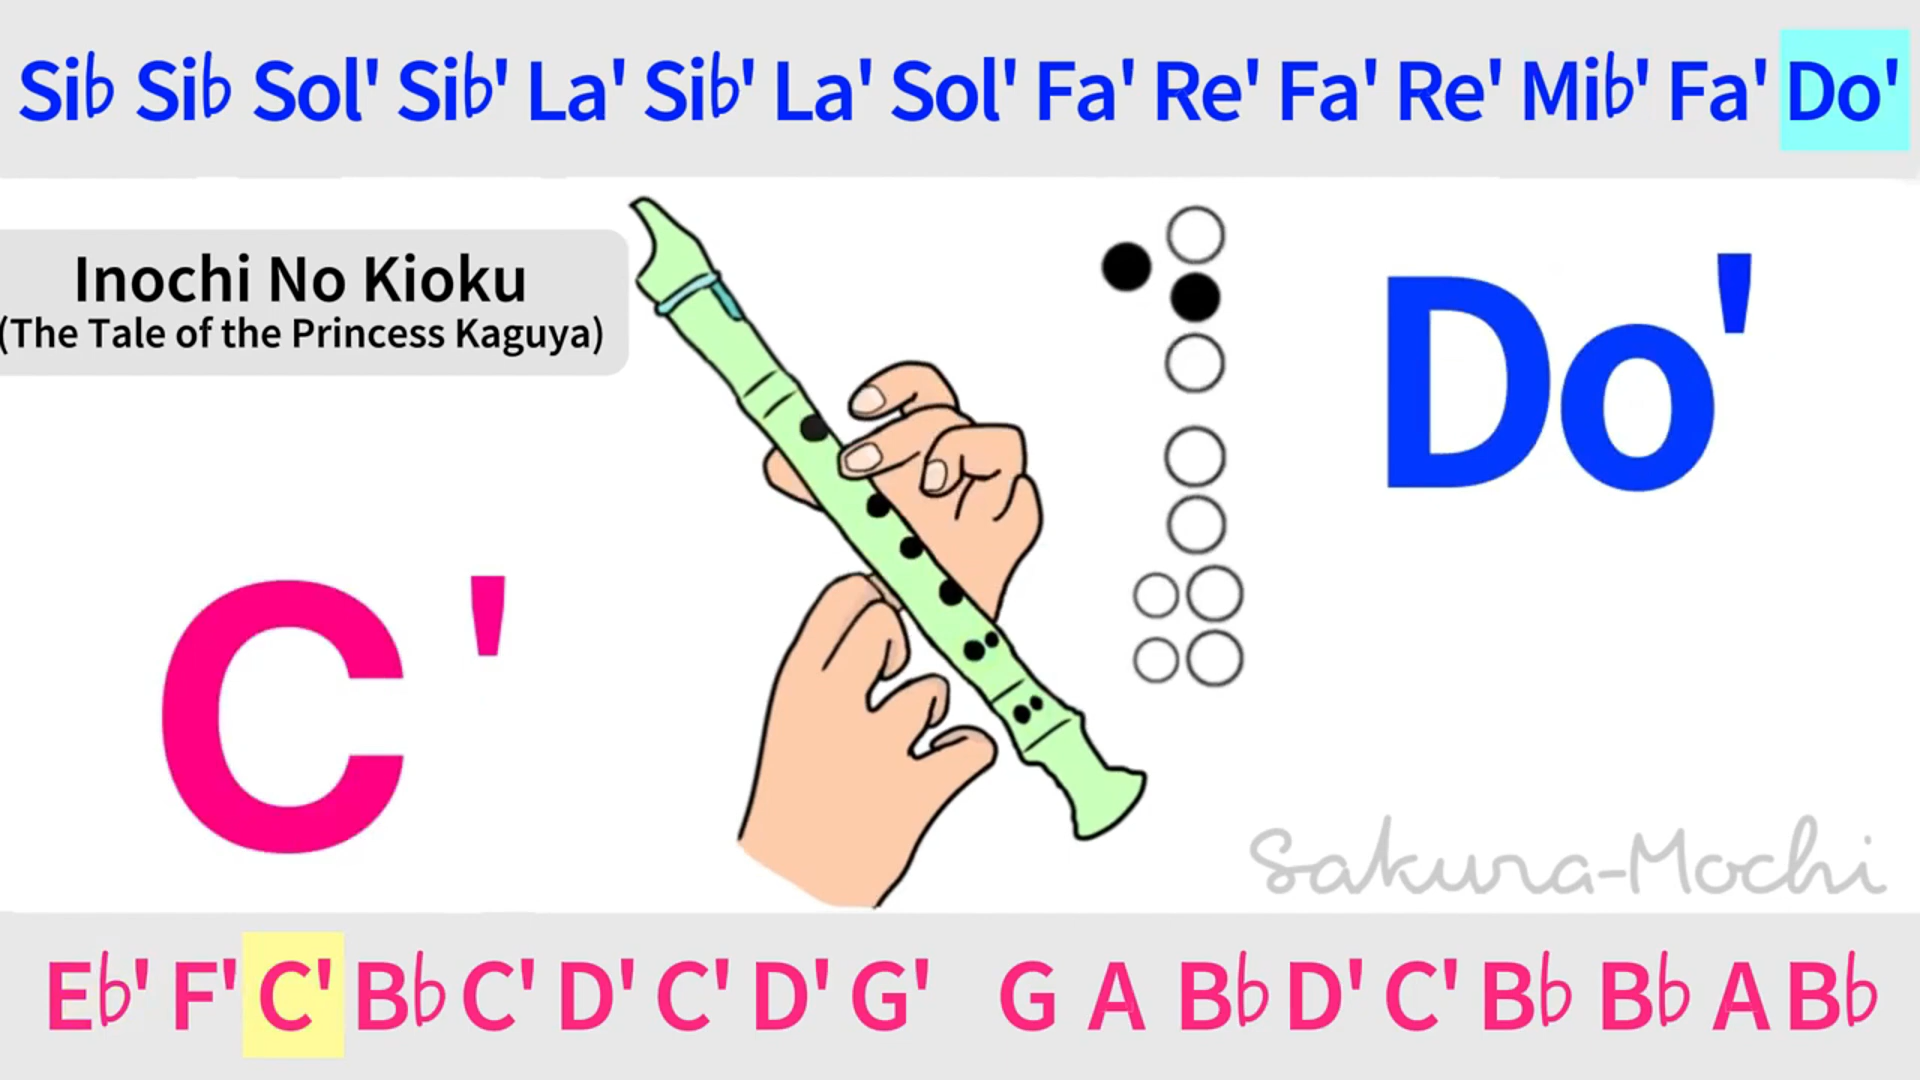 Si♭ Si♭ Sol' Si♭' La' Si♭' La' Sol' Fa' Re' Fa' Re' Mi♭' Fa' Do'
Inochi No Kioku
(The Tale of the Princess Kaguya)
Do'
C'
Sakura-Mochi
E♭' F' C' B♭ C' D' C' D' G' G A B♭ D' C' B♭ B♭ A B♭